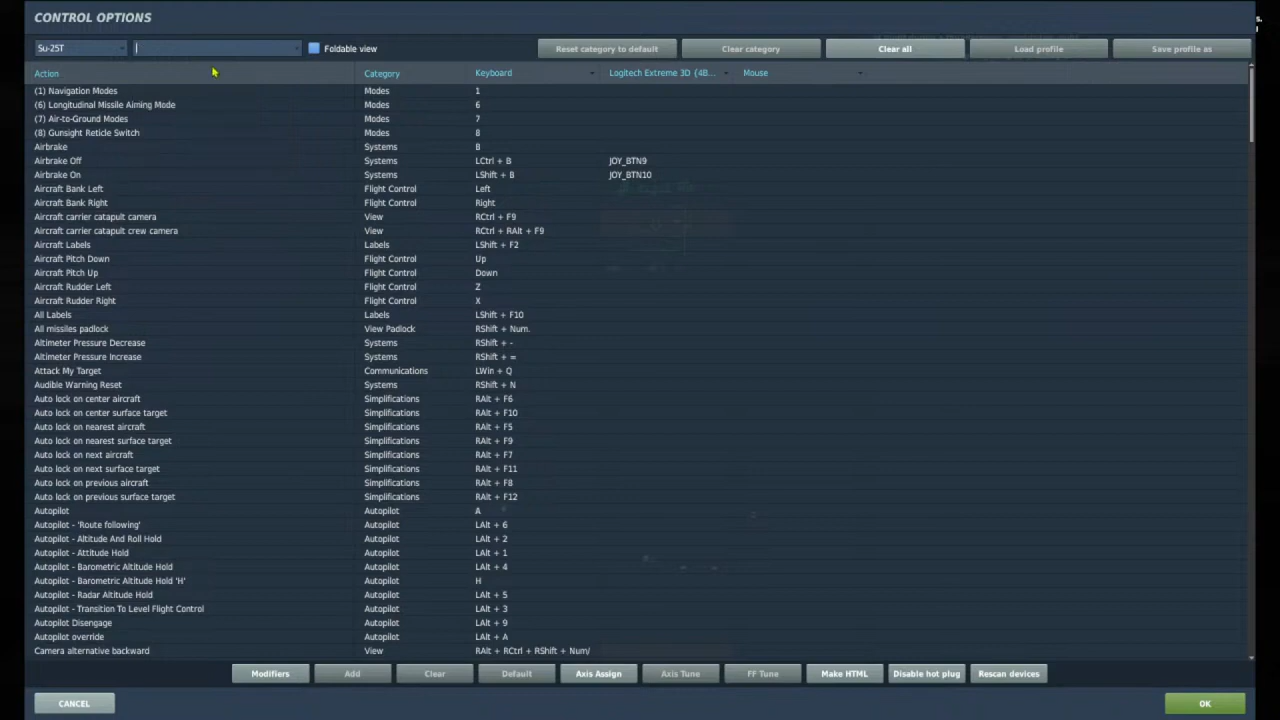 CONTROL OPTIONS
Su-25T Foldable view Reset category to default Clear category Clear all Load profile Save profile as
Action Category Keyboard Logitech Extreme 3D (4B... Mouse
(1) Navigation Modes Modes 1
(6) Longitudinal Missile Aiming Mode Modes 6
(7) Air-to-Ground Modes Modes 7
(8) Gunsight Reticle Switch Modes 8
Airbrake Systems B
Airbrake Off Systems LCtrl + B JOY_BTN9
Airbrake On Systems LShift + B JOY_BTN10
Aircraft Bank Left Flight Control Left
Aircraft Bank Right Flight Control Right
Aircraft carrier catapult camera View RCtrl + F9
Aircraft carrier catapult crew camera View RCtrl + RAlt + F9
Aircraft Labels Labels LShift + F2
Aircraft Pitch Down Flight Control Up
Aircraft Pitch Up Flight Control Down
Aircraft Rudder Left Flight Control Z
Aircraft Rudder Right Flight Control X
All Labels Labels LShift + F10
All missiles padlock View Padlock RShift + Num.
Altimeter Pressure Decrease Systems RShift + -
Altimeter Pressure Increase Systems RShift + =
Attack My Target Communications LWin + Q
Audible Warning Reset Systems RShift + N
Auto lock on center aircraft Simplifications RAlt + F6
Auto lock on center surface target Simplifications RAlt + F10
Auto lock on nearest aircraft Simplifications RAlt + F5
Auto lock on nearest surface target Simplifications RAlt + F9
Auto lock on next aircraft Simplifications RAlt + F7
Auto lock on next surface target Simplifications RAlt + F11
Auto lock on previous aircraft Simplifications RAlt + F8
Auto lock on previous surface target Simplifications RAlt + F12
Autopilot Autopilot A
Autopilot - 'Route following' Autopilot LAlt + 6
Autopilot - Altitude And Roll Hold Autopilot LAlt + 2
Autopilot - Attitude Hold Autopilot LAlt + 1
Autopilot - Barometric Altitude Hold Autopilot LAlt + 4
Autopilot - Barometric Altitude Hold 'H' Autopilot H
Autopilot - Radar Altitude Hold Autopilot LAlt + 5
Autopilot - Transition To Level Flight Control Autopilot LAlt + 3
Autopilot Disengage Autopilot LAlt + 9
Autopilot override Autopilot LAlt + A
Camera alternative backward View RAlt + RCtrl + RShift + Num/
Modifiers Add Clear Default Axis Assign Axis Tune FF Tune Make HTML Disable hot plug Rescan devices
CANCEL OK